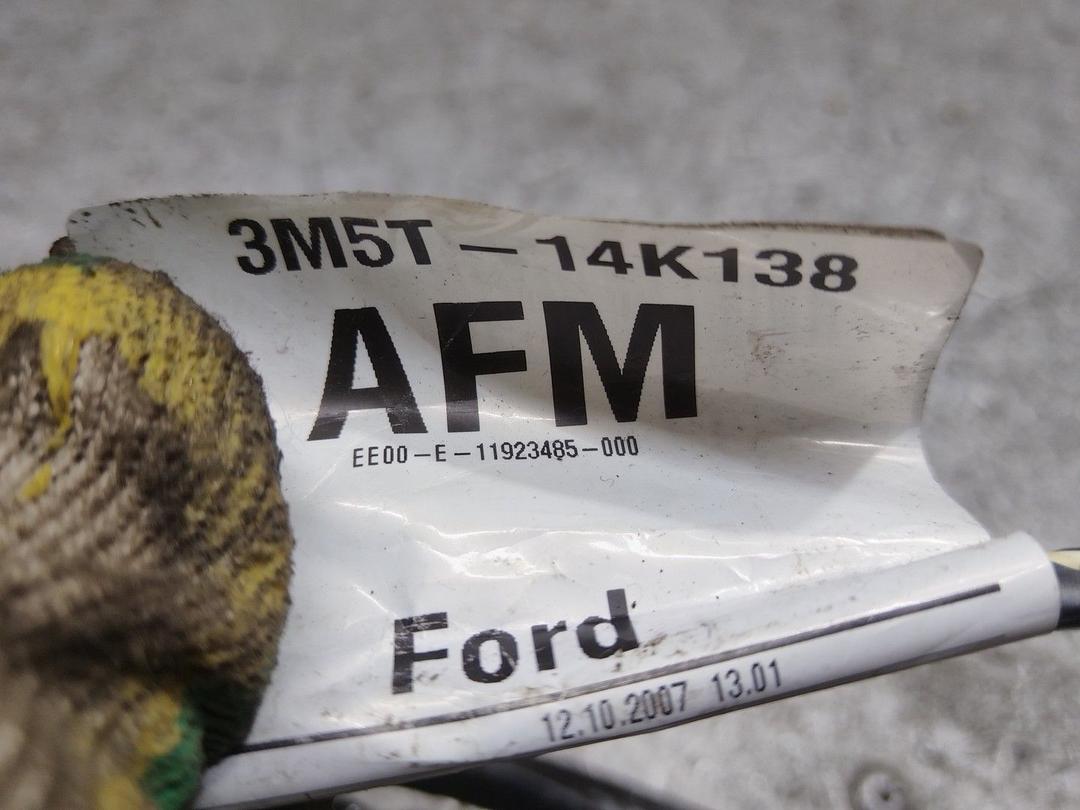 3M5T-14K138
AFM
EE00-E-11923485-000
Ford
12.10.2007 13.01